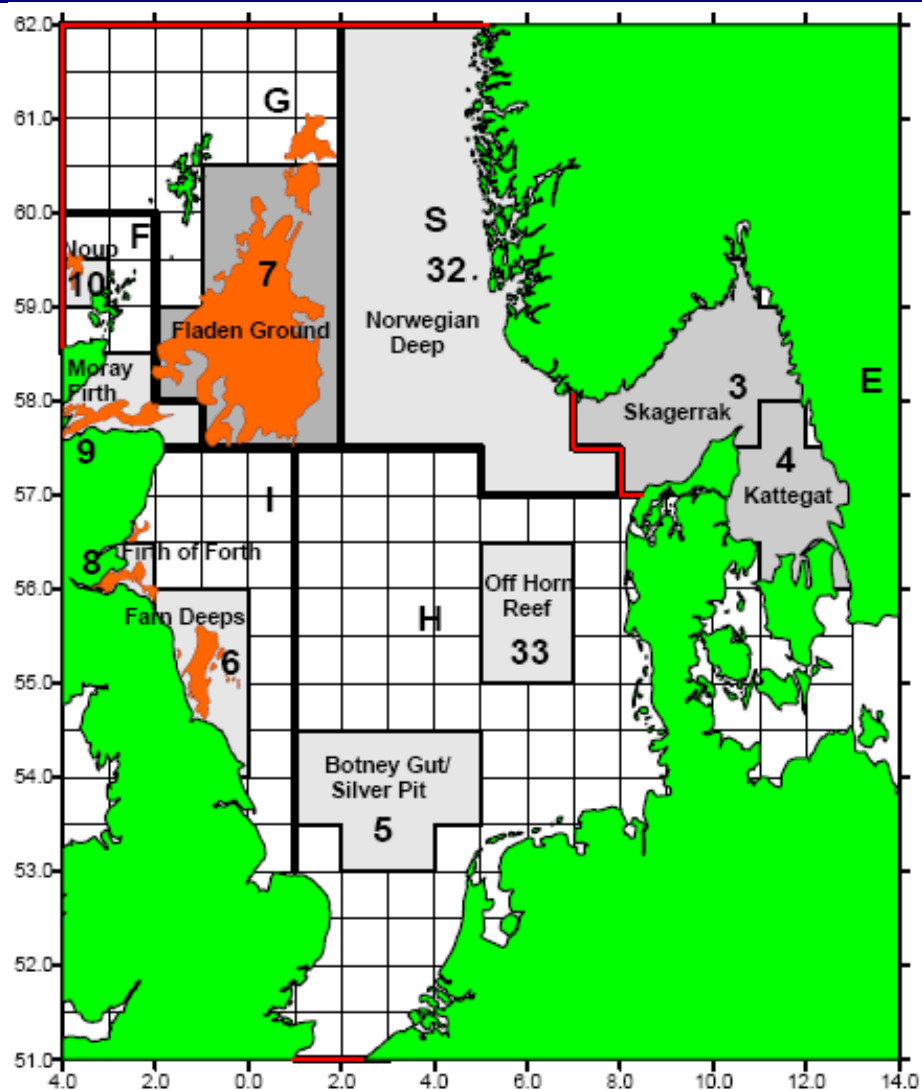 62.0
61.0
G
60.0
F
S
Noup
7
32
10
59.0
Fladen Ground
Norwegian
Deep
Moray
Firth
3
E
58.0
Skagerrak
9
4
57.0
I
Kattegat
8
Firth of Forth
56.0
Off Horn
Reef
Farn Deeps
H
6
33
55.0
54.0
Botney Gut/
Silver Pit
5
53.0
52.0
51.0
4.0 2.0 0.0 2.0 4.0 6.0 8.0 10.0 12.0 14.0